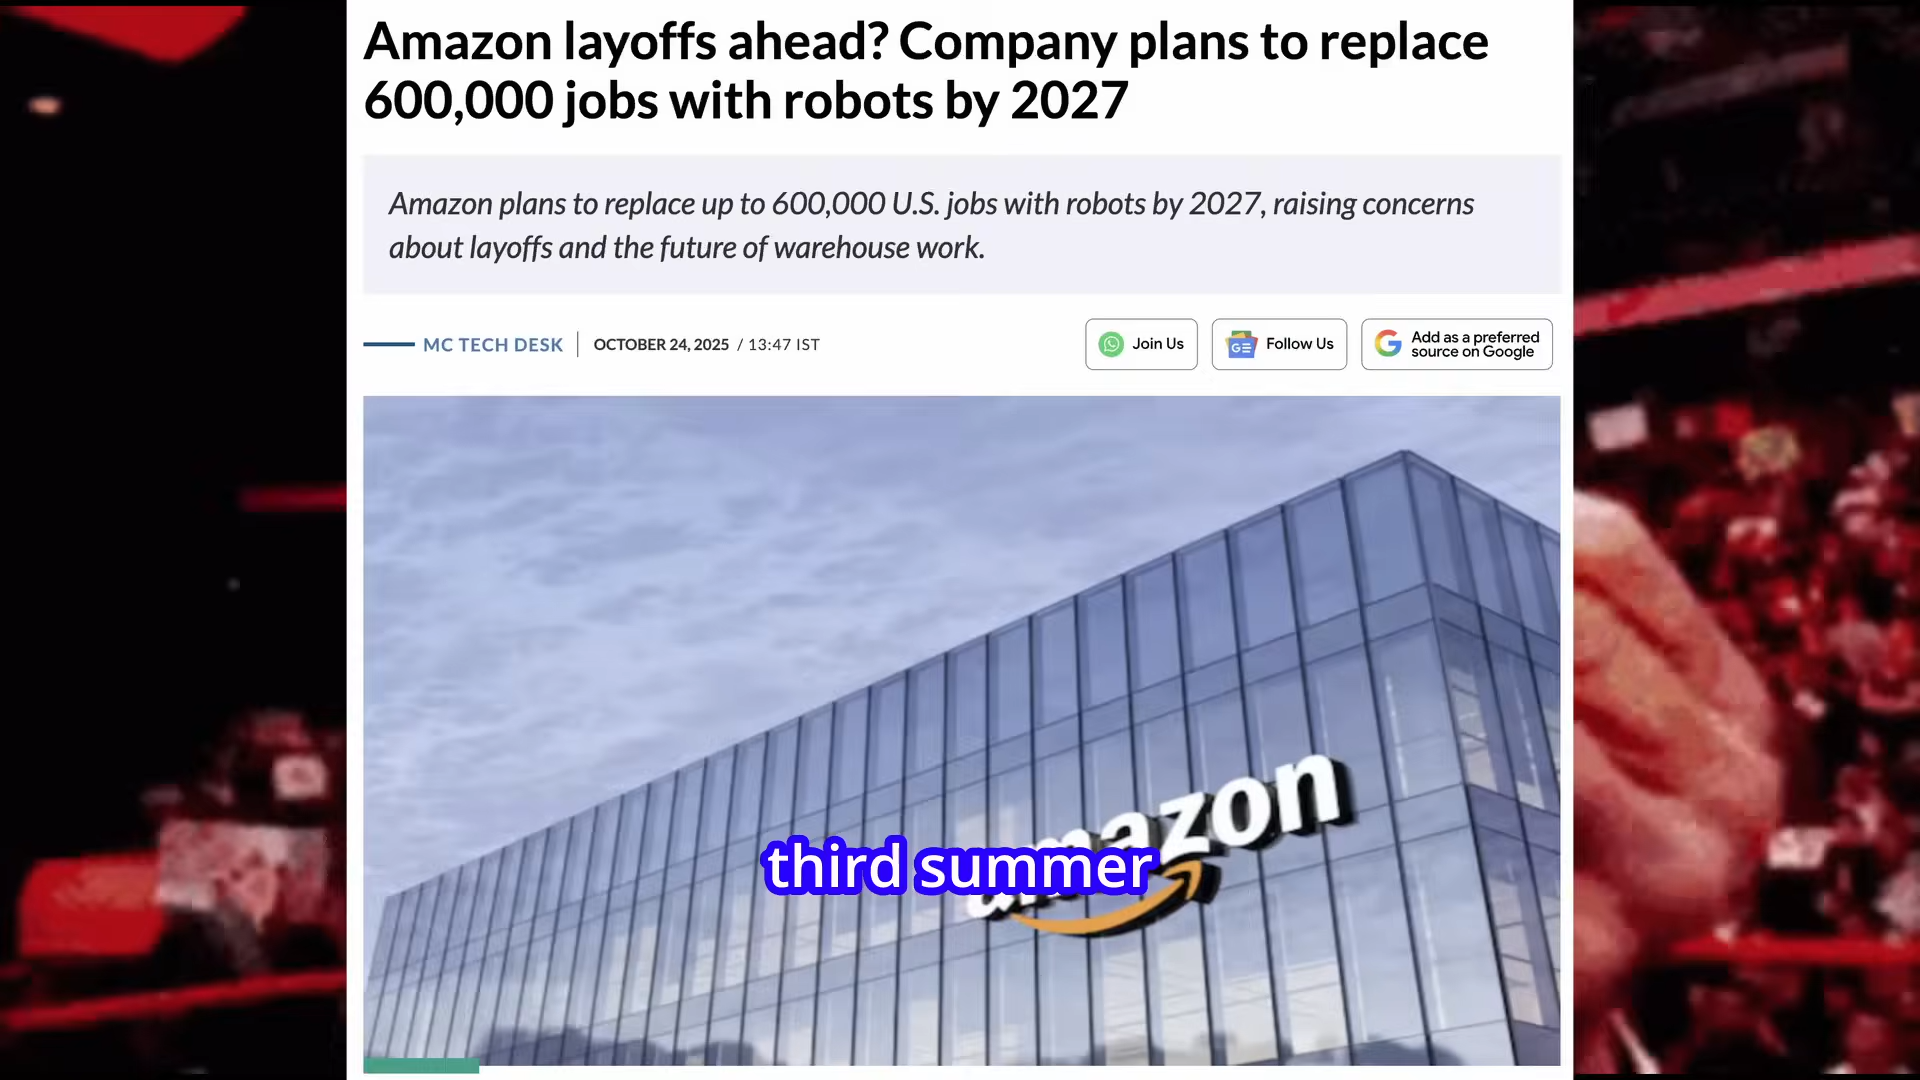 Amazon layoffs ahead? Company plans to replace
600,000 jobs with robots by 2027
Amazon plans to replace up to 600,000 U.S. jobs with robots by 2027, raising concerns
about layoffs and the future of warehouse work.
MC TECH DESK | OCTOBER 24, 2025 / 13:47 IST
Join Us
Follow Us
Add as a preferred
source on Google
amazon
third summer